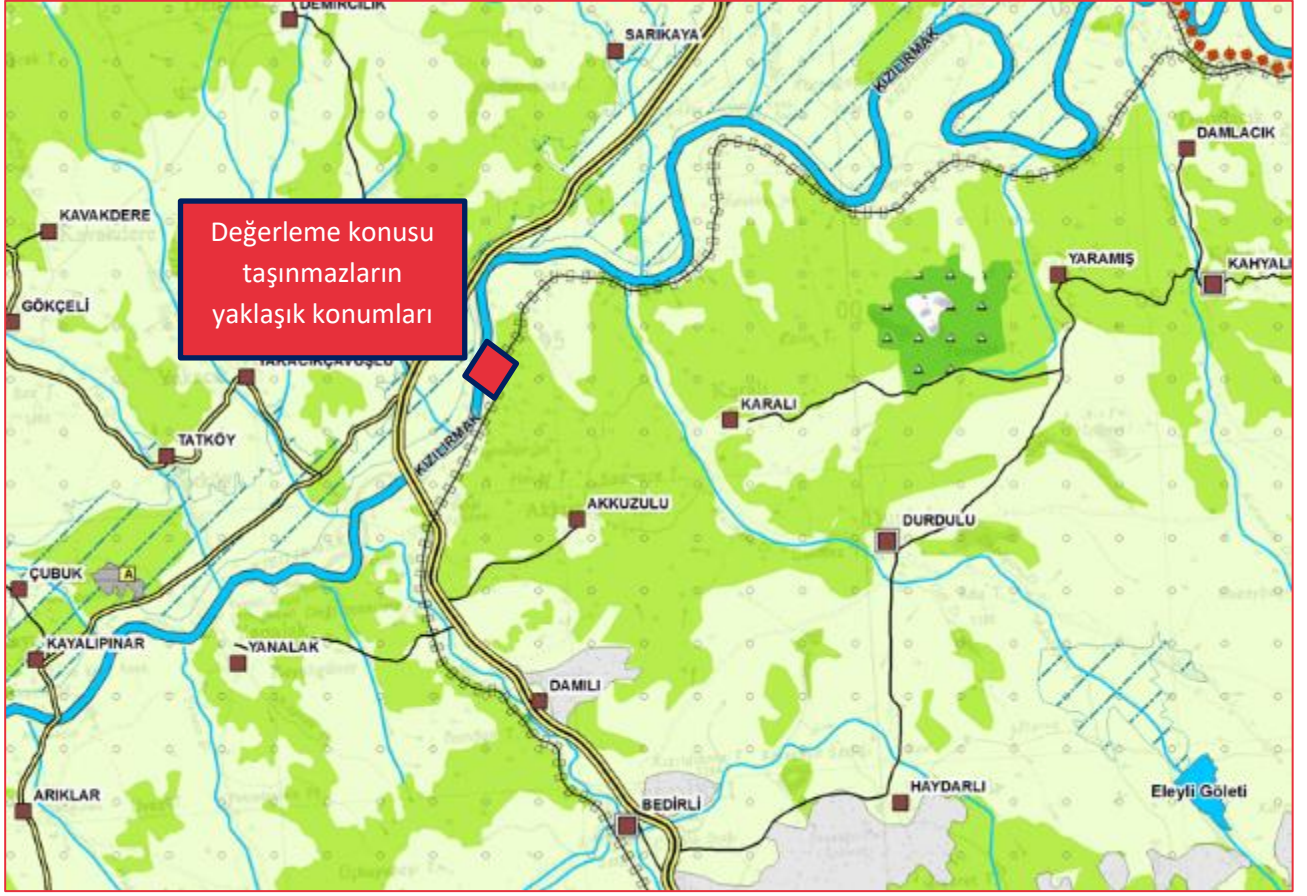 DEMİRCİLİK
SARIKAYA
KIZILIRMAK
DAMLACIK
KAVAKDERE
Değerleme konusu
taşınmazların
yaklaşık konumları
YARAMIŞ
KAHYALI
GÖKÇELİ
YARACIKÇAVUŞLU
KARALI
TATKÖY
KIZILIRMAK
AKKUZULU
DURDULU
ÇUBUK
A
KAYALIPINAR
YANALAK
DAMILI
ARIKLAR
BEDİRLİ
HAYDARLI
Eleyli Göleti